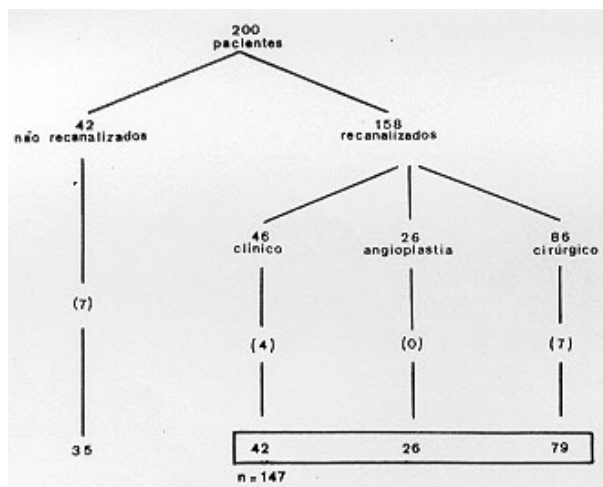 200
pacientes
42
não recanalizados
158
recanalizados
46
clínico
26
angioplastia
86
cirúrgico
(7)
(4)
(0)
(7)
35
42
26
79
n = 147